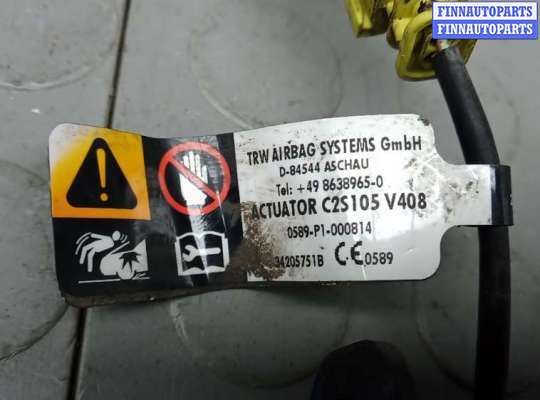 FINNAUTOPARTS
FINNAUTOPARTS
TRW AIRBAG SYSTEMS GmbH
D-84544 ASCHAU
Tel: +49 8638965-0
ACTUATOR C2S105 V408
0589-P1-000814
34205751B CE 0589